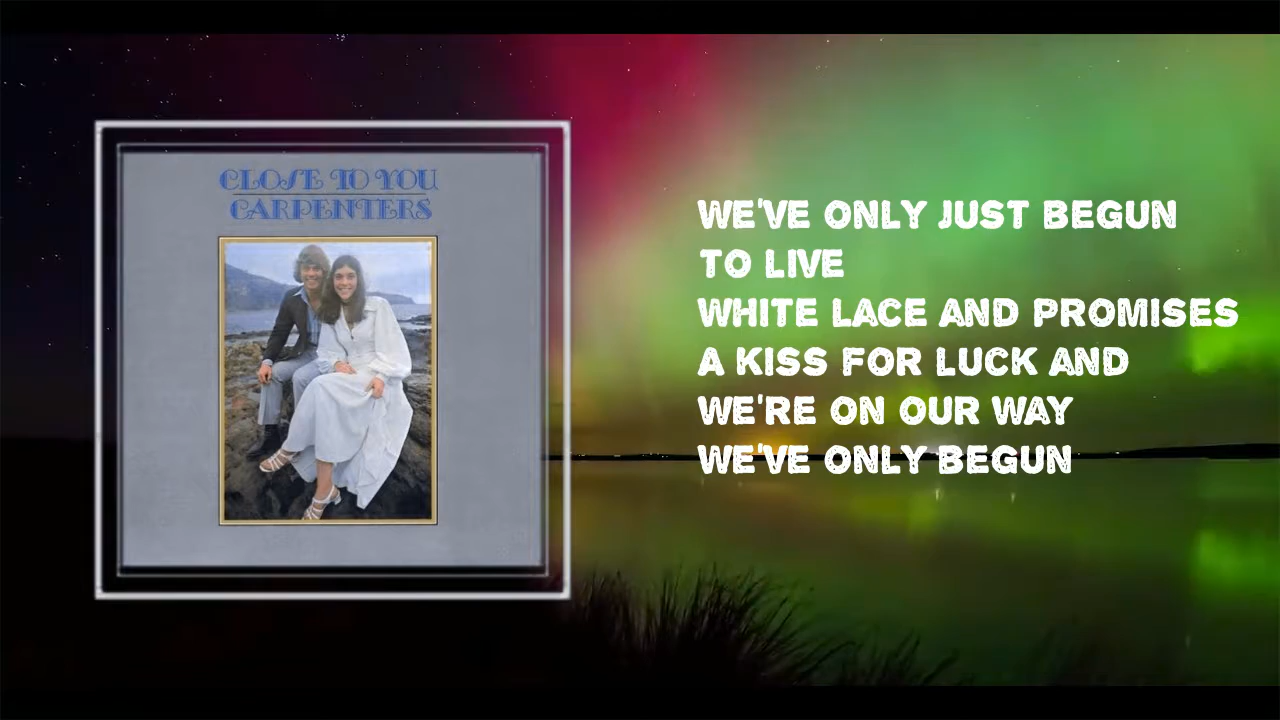 CLOSE TO YOU
CARPENTERS
WE'VE ONLY JUST BEGUN
TO LIVE
WHITE LACE AND PROMISES
A KISS FOR LUCK AND
WE'RE ON OUR WAY
WE'VE ONLY BEGUN